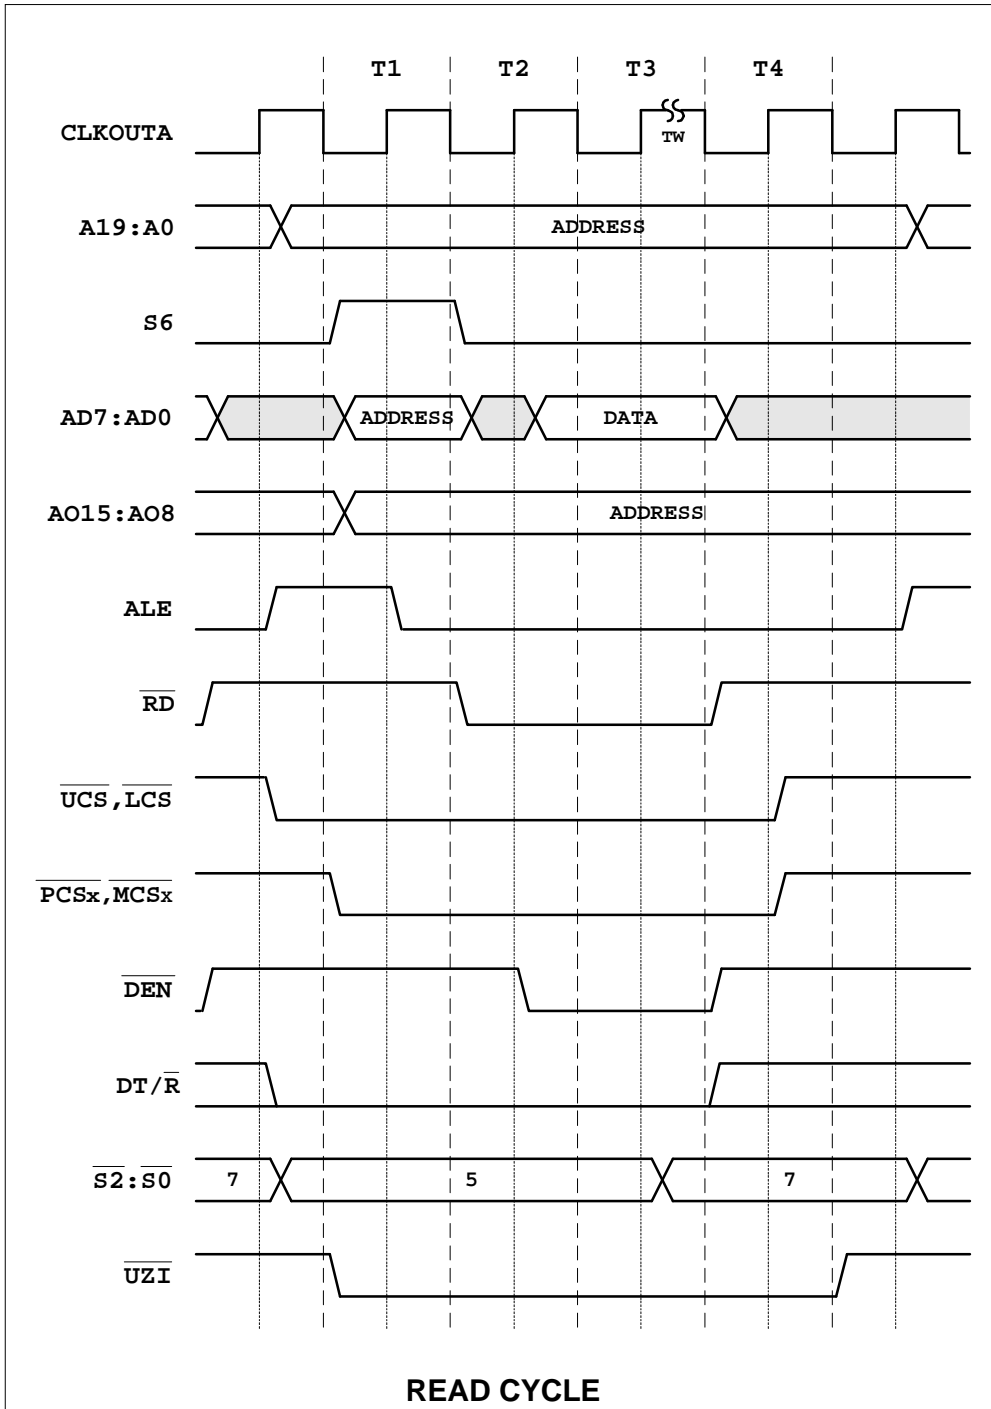 T1 T2 T3 T4
CLKOUTA
TW
A19:A0 ADDRESS
S6
AD7:AD0 ADDRESS DATA
AO15:AO8 ADDRESS
ALE
RD
UCS,LCS
PCSx,MCSx
DEN
DT/R
S2:S0 7 5 7
UZI
READ CYCLE